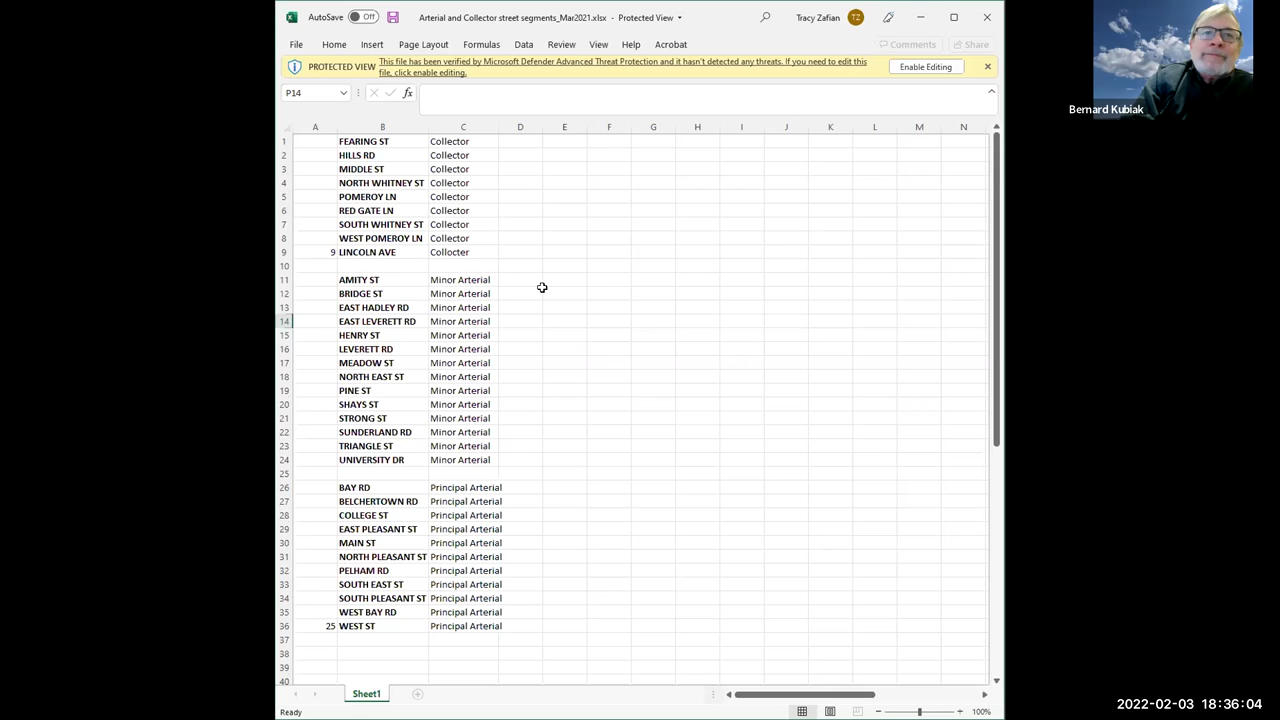 AutoSave Off Arterial and Collector street segments_Mar2021.xlsx - Protected View Tracy Zafian TZ
File Home Insert Page Layout Formulas Data Review View Help Acrobat Comments Share
PROTECTED VIEW This file has been verified by Microsoft Defender Advanced Threat Protection and it hasn't detected any threats. If you need to edit this
file, click enable editing. Enable Editing
P14 fx
A B C D E F G H I J K L M N
1 FEARING ST Collector
2 HILLS RD Collector
3 MIDDLE ST Collector
4 NORTH WHITNEY ST Collector
5 POMEROY LN Collector
6 RED GATE LN Collector
7 SOUTH WHITNEY ST Collector
8 WEST POMEROY LN Collector
9 9 LINCOLN AVE Collocter
10
11 AMITY ST Minor Arterial
12 BRIDGE ST Minor Arterial
13 EAST HADLEY RD Minor Arterial
14 EAST LEVERETT RD Minor Arterial
15 HENRY ST Minor Arterial
16 LEVERETT RD Minor Arterial
17 MEADOW ST Minor Arterial
18 NORTH EAST ST Minor Arterial
19 PINE ST Minor Arterial
20 SHAYS ST Minor Arterial
21 STRONG ST Minor Arterial
22 SUNDERLAND RD Minor Arterial
23 TRIANGLE ST Minor Arterial
24 UNIVERSITY DR Minor Arterial
25
26 BAY RD Principal Arterial
27 BELCHERTOWN RD Principal Arterial
28 COLLEGE ST Principal Arterial
29 EAST PLEASANT ST Principal Arterial
30 MAIN ST Principal Arterial
31 NORTH PLEASANT ST Principal Arterial
32 PELHAM RD Principal Arterial
33 SOUTH EAST ST Principal Arterial
34 SOUTH PLEASANT ST Principal Arterial
35 WEST BAY RD Principal Arterial
36 25 WEST ST Principal Arterial
37
38
39
40
Sheet1
Ready 100%
Bernard Kubiak
2022-02-03 18:36:04